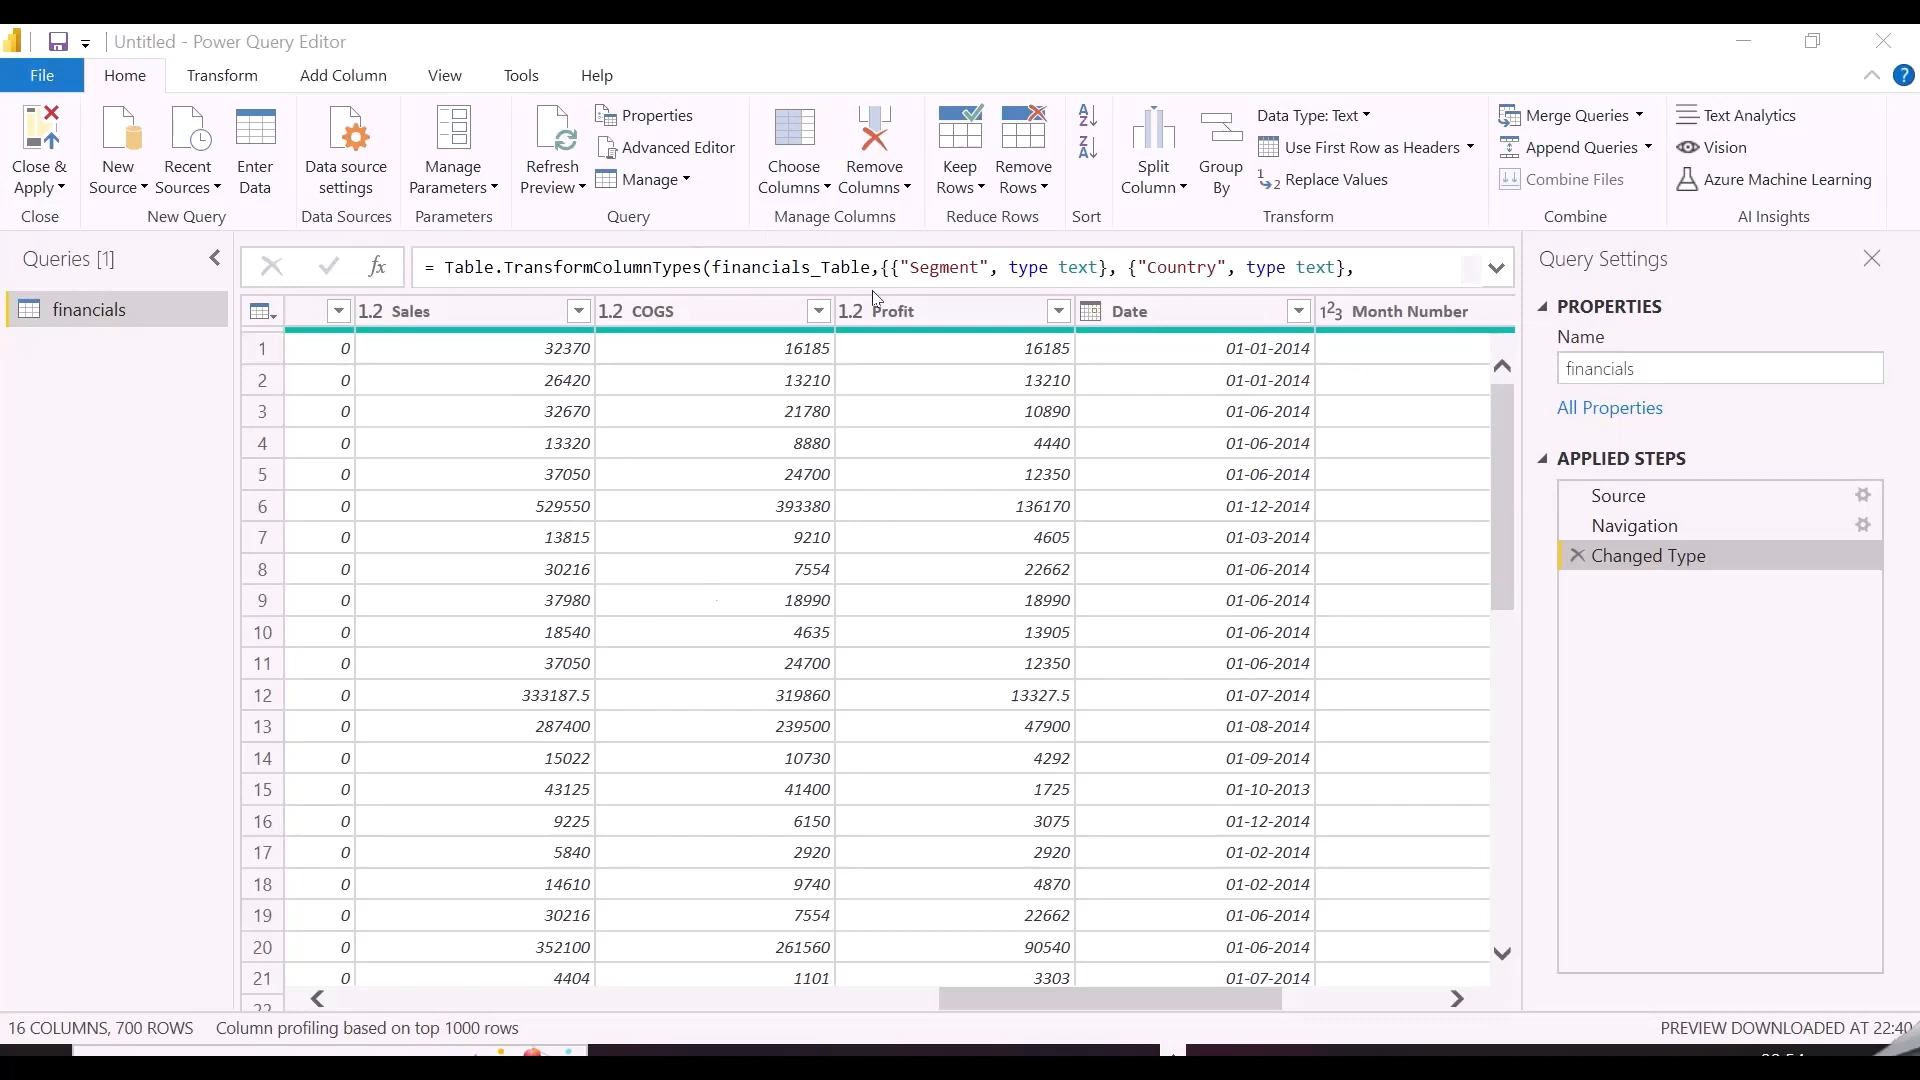 Untitled - Power Query Editor
File Home Transform Add Column View Tools Help
Close & Apply
New Source
Recent Sources
Enter Data
Data source settings
Manage Parameters
Refresh Preview
Properties
Advanced Editor
Manage
Choose Columns
Remove Columns
Keep Rows
Remove Rows
Split Column
Group By
Data Type: Text
Use First Row as Headers
Replace Values
Merge Queries
Append Queries
Combine Files
Text Analytics
Vision
Azure Machine Learning
Close New Query Data Sources Parameters Query Manage Columns Reduce Rows Sort Transform Combine AI Insights
Queries [1]
financials
fx = Table.TransformColumnTypes(financials_Table,{{"Segment", type text}, {"Country", type text},
1.2 Sales 1.2 COGS 1.2 Profit Date 123 Month Number
1 0 32370 16185 16185 01-01-2014
2 0 26420 13210 13210 01-01-2014
3 0 32670 21780 10890 01-06-2014
4 0 13320 8880 4440 01-06-2014
5 0 37050 24700 12350 01-06-2014
6 0 529550 393380 136170 01-12-2014
7 0 13815 9210 4605 01-03-2014
8 0 30216 7554 22662 01-06-2014
9 0 37980 18990 18990 01-06-2014
10 0 18540 4635 13905 01-06-2014
11 0 37050 24700 12350 01-06-2014
12 0 333187.5 319860 13327.5 01-07-2014
13 0 287400 239500 47900 01-08-2014
14 0 15022 10730 4292 01-09-2014
15 0 43125 41400 1725 01-10-2013
16 0 9225 6150 3075 01-12-2014
17 0 5840 2920 2920 01-02-2014
18 0 14610 9740 4870 01-02-2014
19 0 30216 7554 22662 01-06-2014
20 0 352100 261560 90540 01-06-2014
21 0 4404 1101 3303 01-07-2014
Query Settings
PROPERTIES
Name
financials
All Properties
APPLIED STEPS
Source
Navigation
Changed Type
16 COLUMNS, 700 ROWS Column profiling based on top 1000 rows
PREVIEW DOWNLOADED AT 22:40